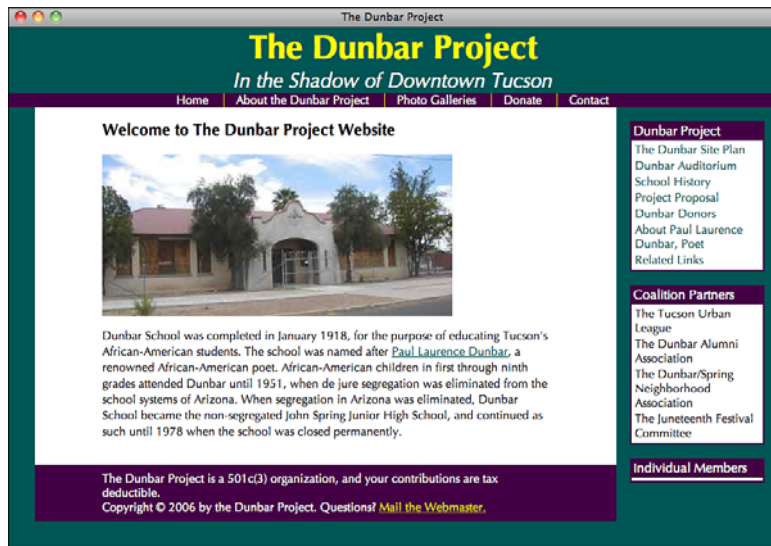 The Dunbar Project
The Dunbar Project
In the Shadow of Downtown Tucson
Home About the Dunbar Project Photo Galleries Donate Contact
Welcome to The Dunbar Project Website
Dunbar School was completed in January 1918, for the purpose of educating Tucson's
African-American students. The school was named after Paul Laurence Dunbar, a
renowned African-American poet. African-American children in first through ninth
grades attended Dunbar until 1951, when de jure segregation was eliminated from the
school systems of Arizona. When segregation in Arizona was eliminated, Dunbar
School became the non-segregated John Spring Junior High School, and continued as
such until 1978 when the school was closed permanently.
The Dunbar Project is a 501c(3) organization, and your contributions are tax
deductible.
Copyright © 2006 by the Dunbar Project. Questions? Mail the Webmaster.
Dunbar Project
The Dunbar Site Plan
Dunbar Auditorium
School History
Project Proposal
Dunbar Donors
About Paul Laurence
Dunbar, Poet
Related Links
Coalition Partners
The Tucson Urban
League
The Dunbar Alumni
Association
The Dunbar/Spring
Neighborhood
Association
The Juneteenth Festival
Committee
Individual Members